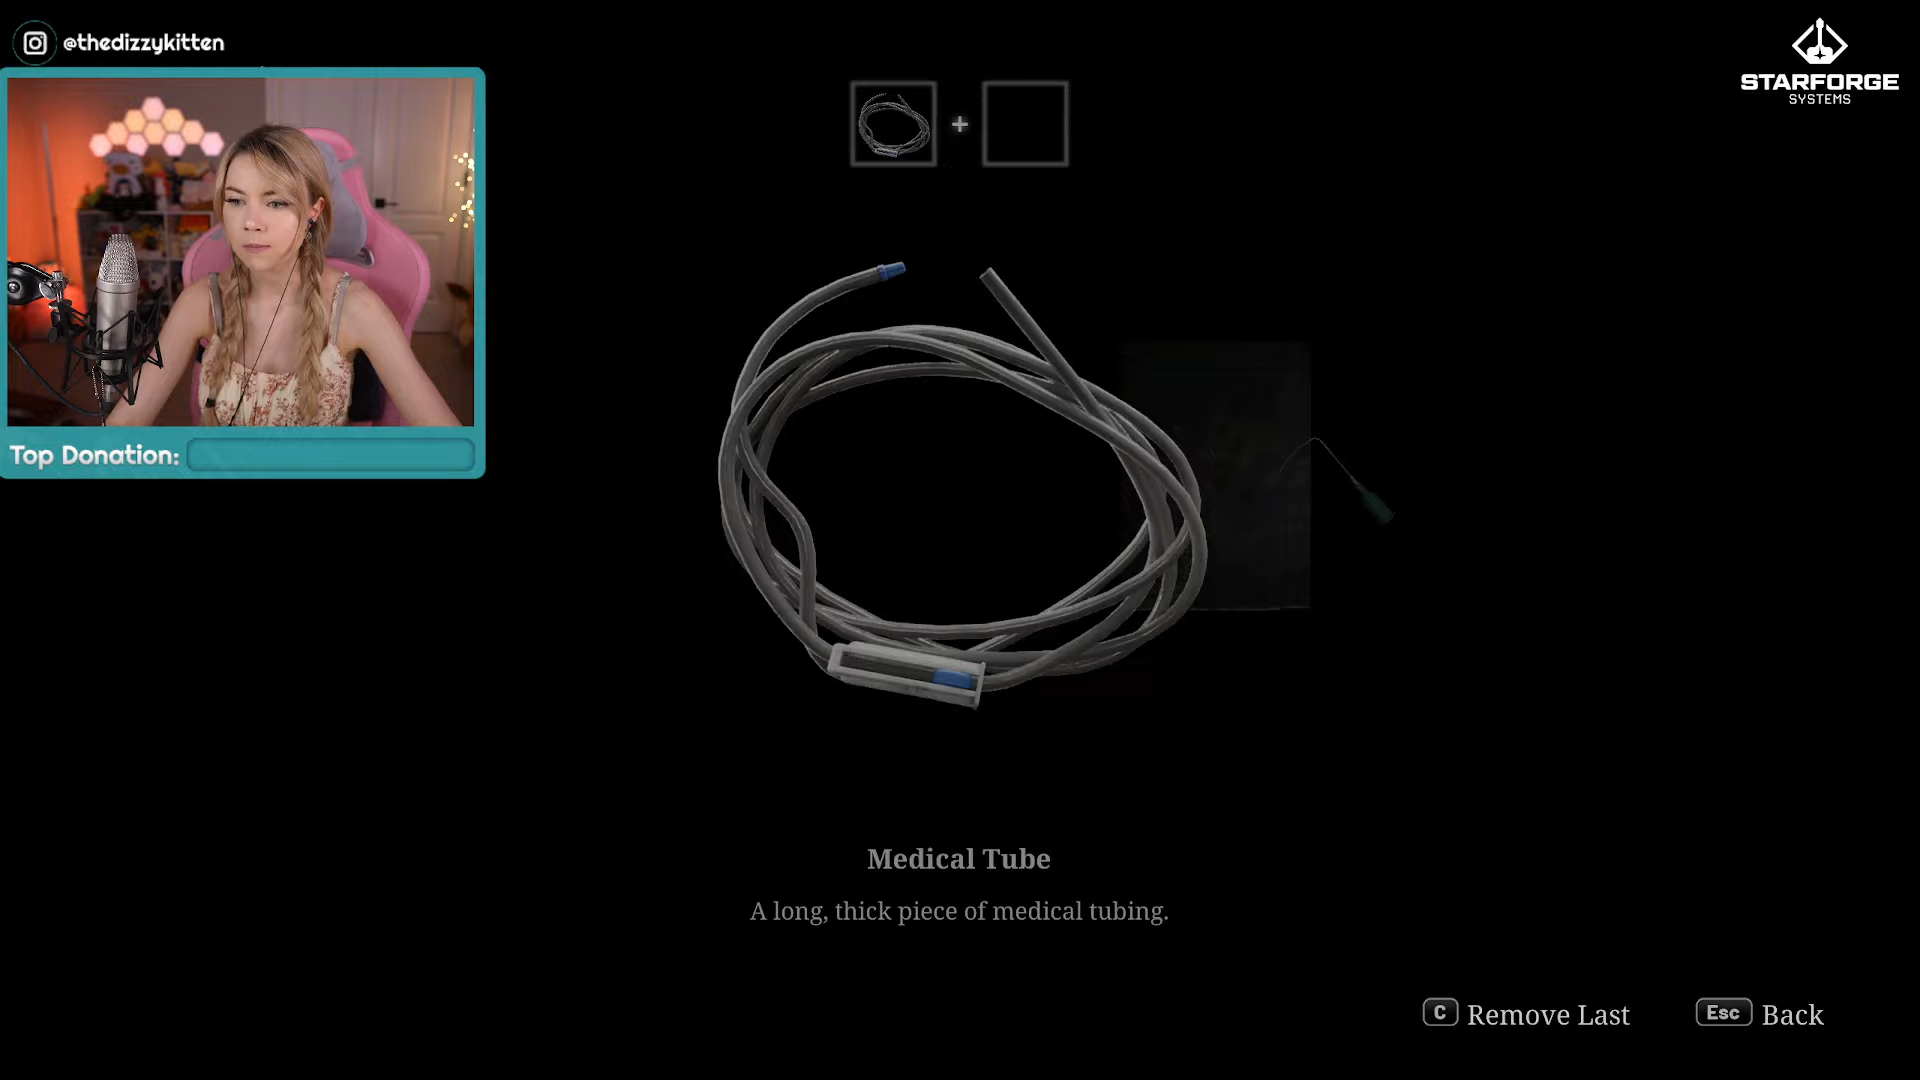 @thedizzykitten
STARFORGE
SYSTEMS
+
Top Donation:
Medical Tube
A long, thick piece of medical tubing.
C Remove Last
Esc Back